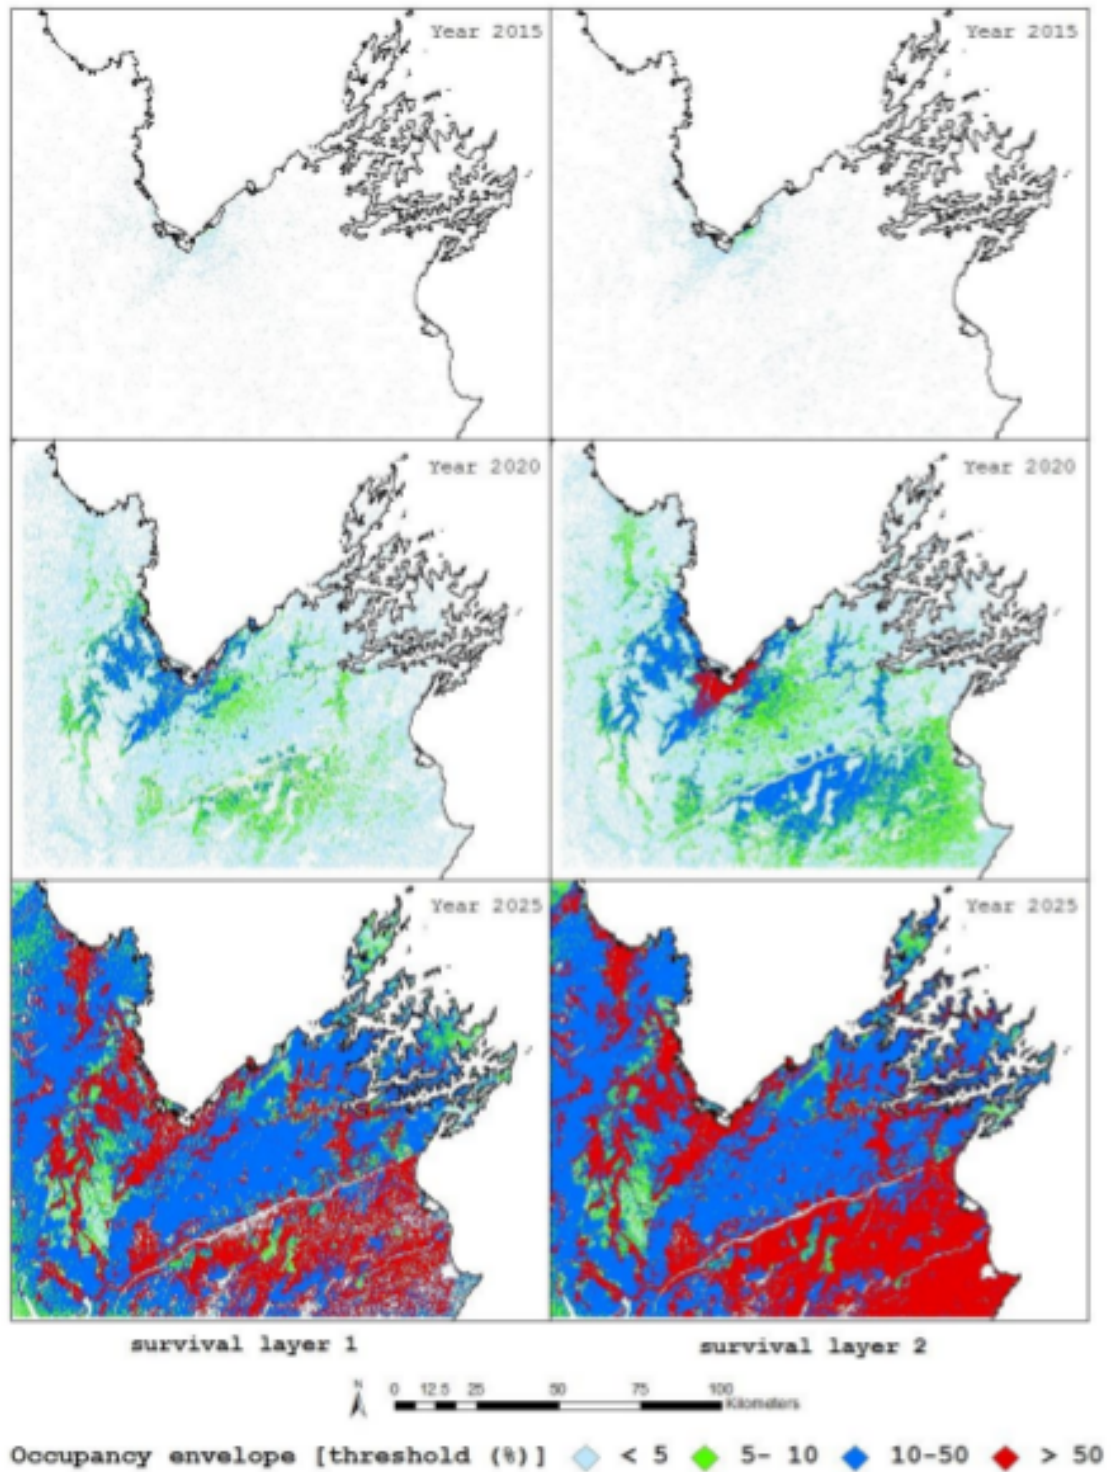 Year 2015
Year 2015
Year 2020
Year 2020
Year 2025
Year 2025
survival layer 1
survival layer 2
N
0 12.5 25 50 100
Kilometers
Occupancy envelope [threshold (%)] < 5 5- 10 10-50 > 50